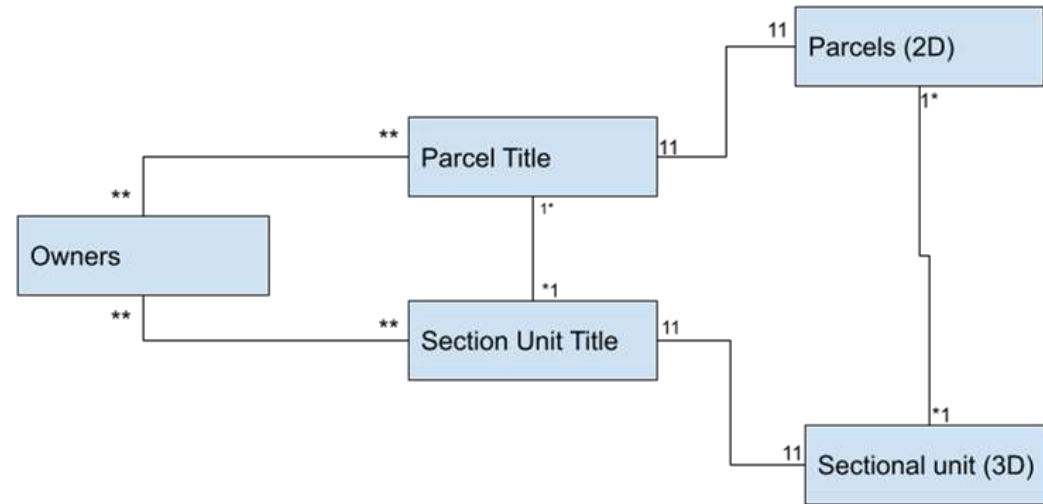 11
Parcels (2D)
1*
**
Parcel Title
11
**
1*
Owners
*1
**
**
Section Unit Title
11
*1
11
Sectional unit (3D)